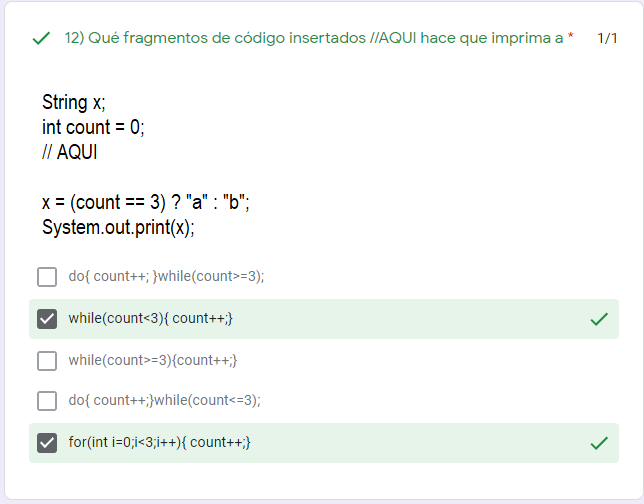 12) Qué fragmentos de código insertados //AQUI hace que imprima a * 1/1
String x;
int count = 0;
// AQUI
x = (count == 3) ? "a" : "b";
System.out.print(x);
do{ count++; }while(count>=3);
while(count<3){ count++;}
while(count>=3){count++;}
do{ count++;}while(count<=3);
for(int i=0;i<3;i++){ count++;}